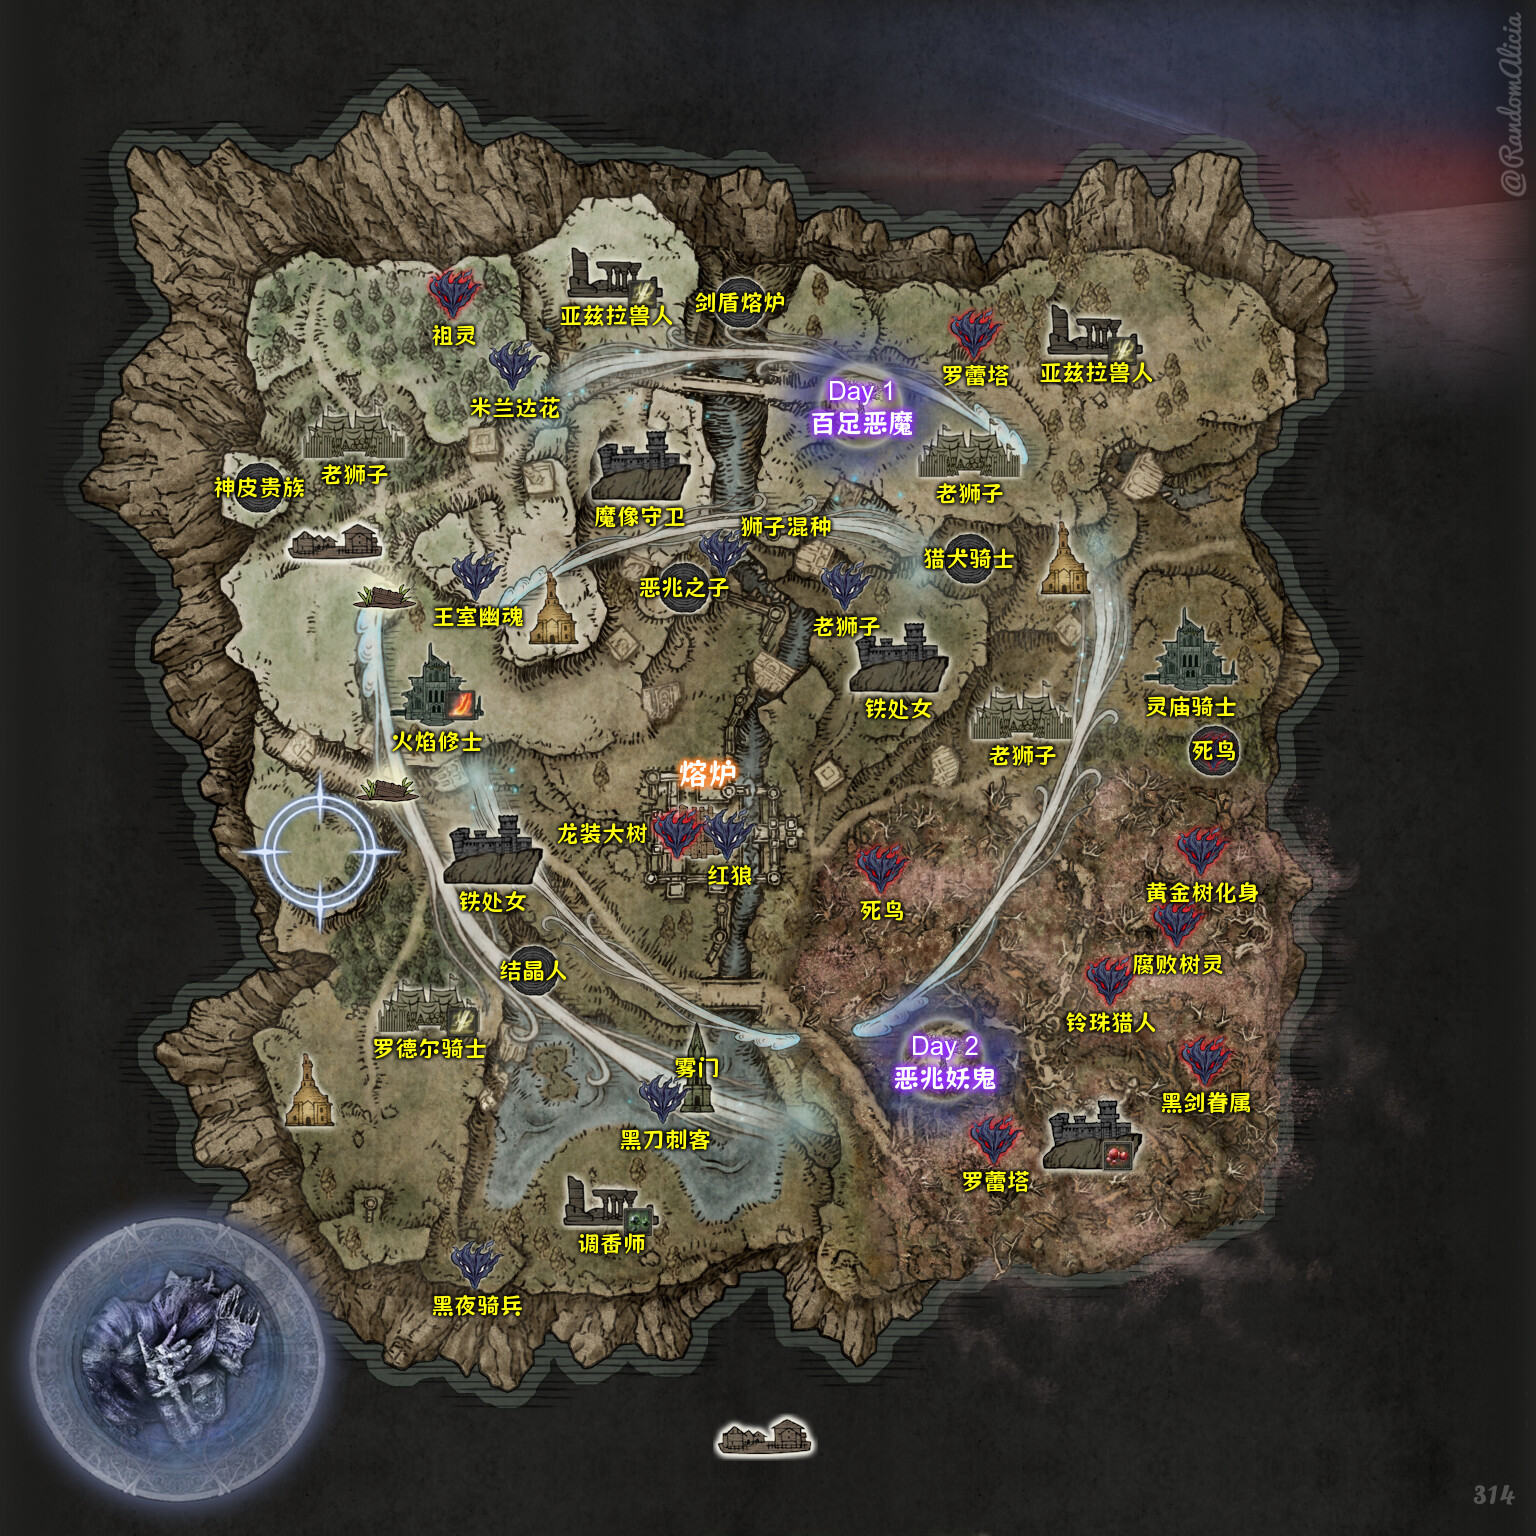 @RandomAlicia
剑盾熔炉
亚兹拉兽人
祖灵
罗蕾塔
亚兹拉兽人
Day 1
百足恶魔
米兰达花
老狮子
神皮贵族
老狮子
魔像守卫
狮子混种
猎犬骑士
恶兆之子
王室幽魂
老狮子
铁处女
灵庙骑士
火焰修士
死鸟
老狮子
熔炉
龙装大树
红狼
铁处女
死鸟
黄金树化身
腐败树灵
结晶人
铃珠猎人
罗德尔骑士
Day 2
恶兆妖鬼
雾门
黑剑眷属
黑刀刺客
罗蕾塔
调香师
黑夜骑兵
314